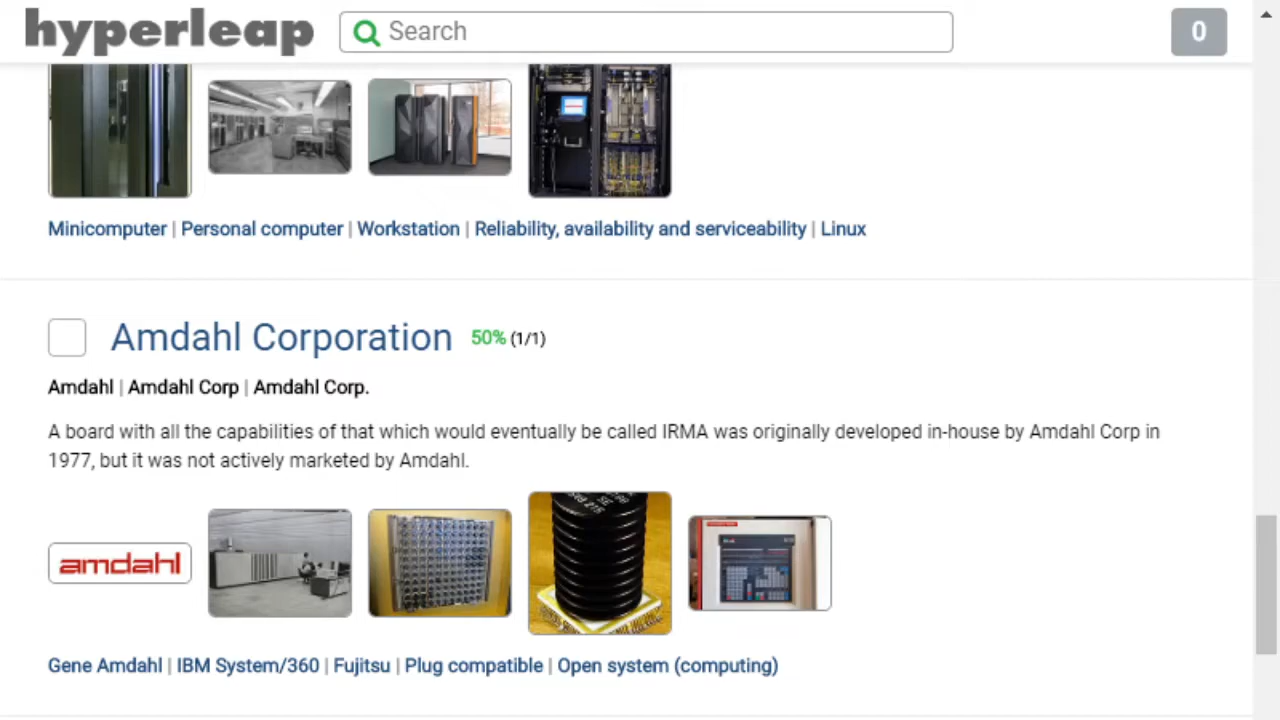 hyperleap
Search
0
Minicomputer | Personal computer | Workstation | Reliability, availability and serviceability | Linux
Amdahl Corporation 50% (1/1)
Amdahl | Amdahl Corp | Amdahl Corp.
A board with all the capabilities of that which would eventually be called IRMA was originally developed in-house by Amdahl Corp in
1977, but it was not actively marketed by Amdahl.
amdahl
Gene Amdahl | IBM System/360 | Fujitsu | Plug compatible | Open system (computing)